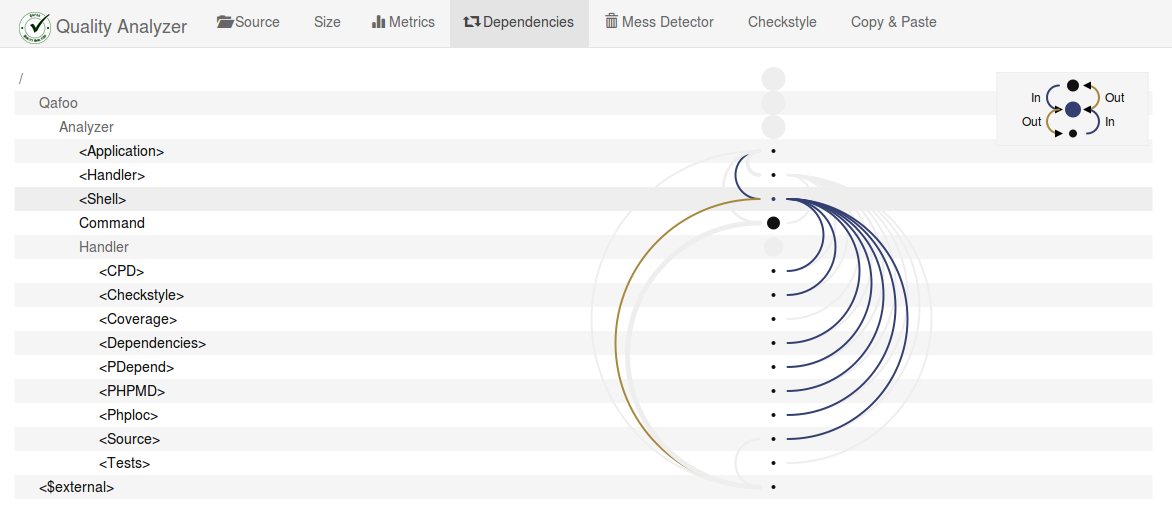 Quality Analyzer Source Size Metrics Dependencies Mess Detector Checkstyle Copy & Paste
/
Qafoo
In Out
Analyzer
Out In
<Application>
<Handler>
<Shell>
Command
Handler
<CPD>
<Checkstyle>
<Coverage>
<Dependencies>
<PDepend>
<PHPMD>
<Phploc>
<Source>
<Tests>
<$external>